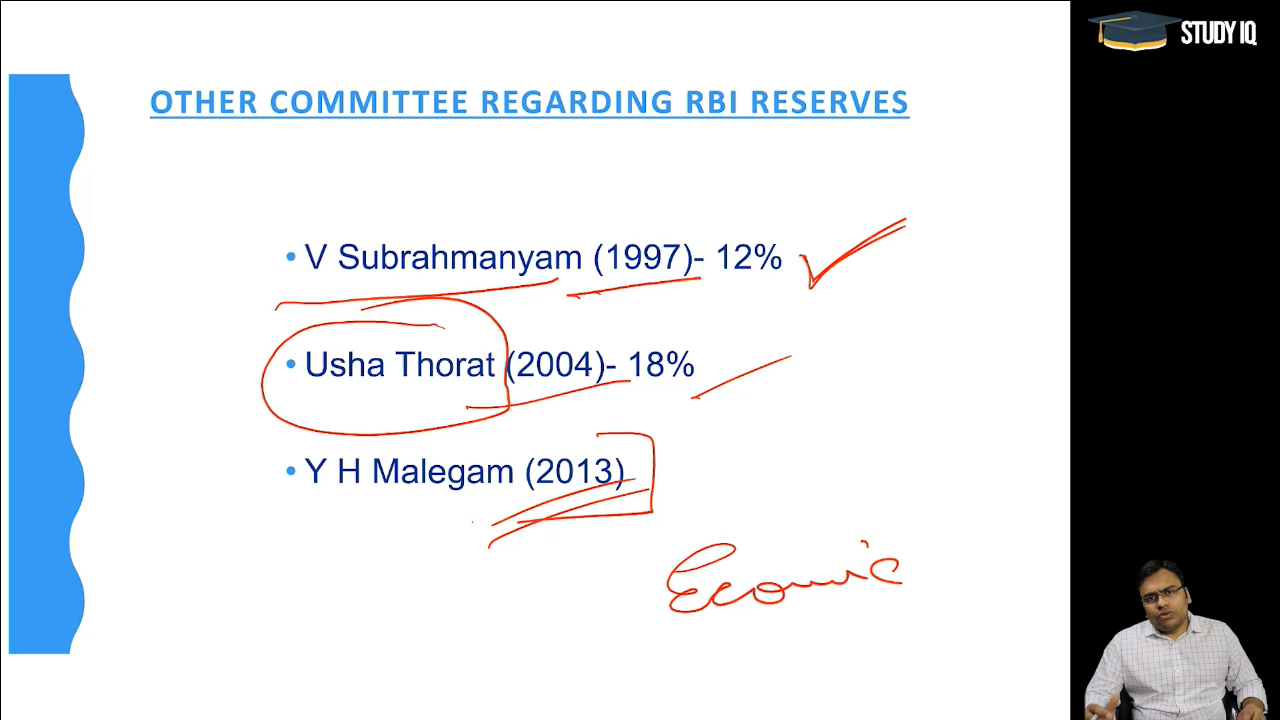 STUDY IQ
OTHER COMMITTEE REGARDING RBI RESERVES
• V Subrahmanyam (1997)- 12%
• Usha Thorat (2004)- 18%
• Y H Malegam (2013)